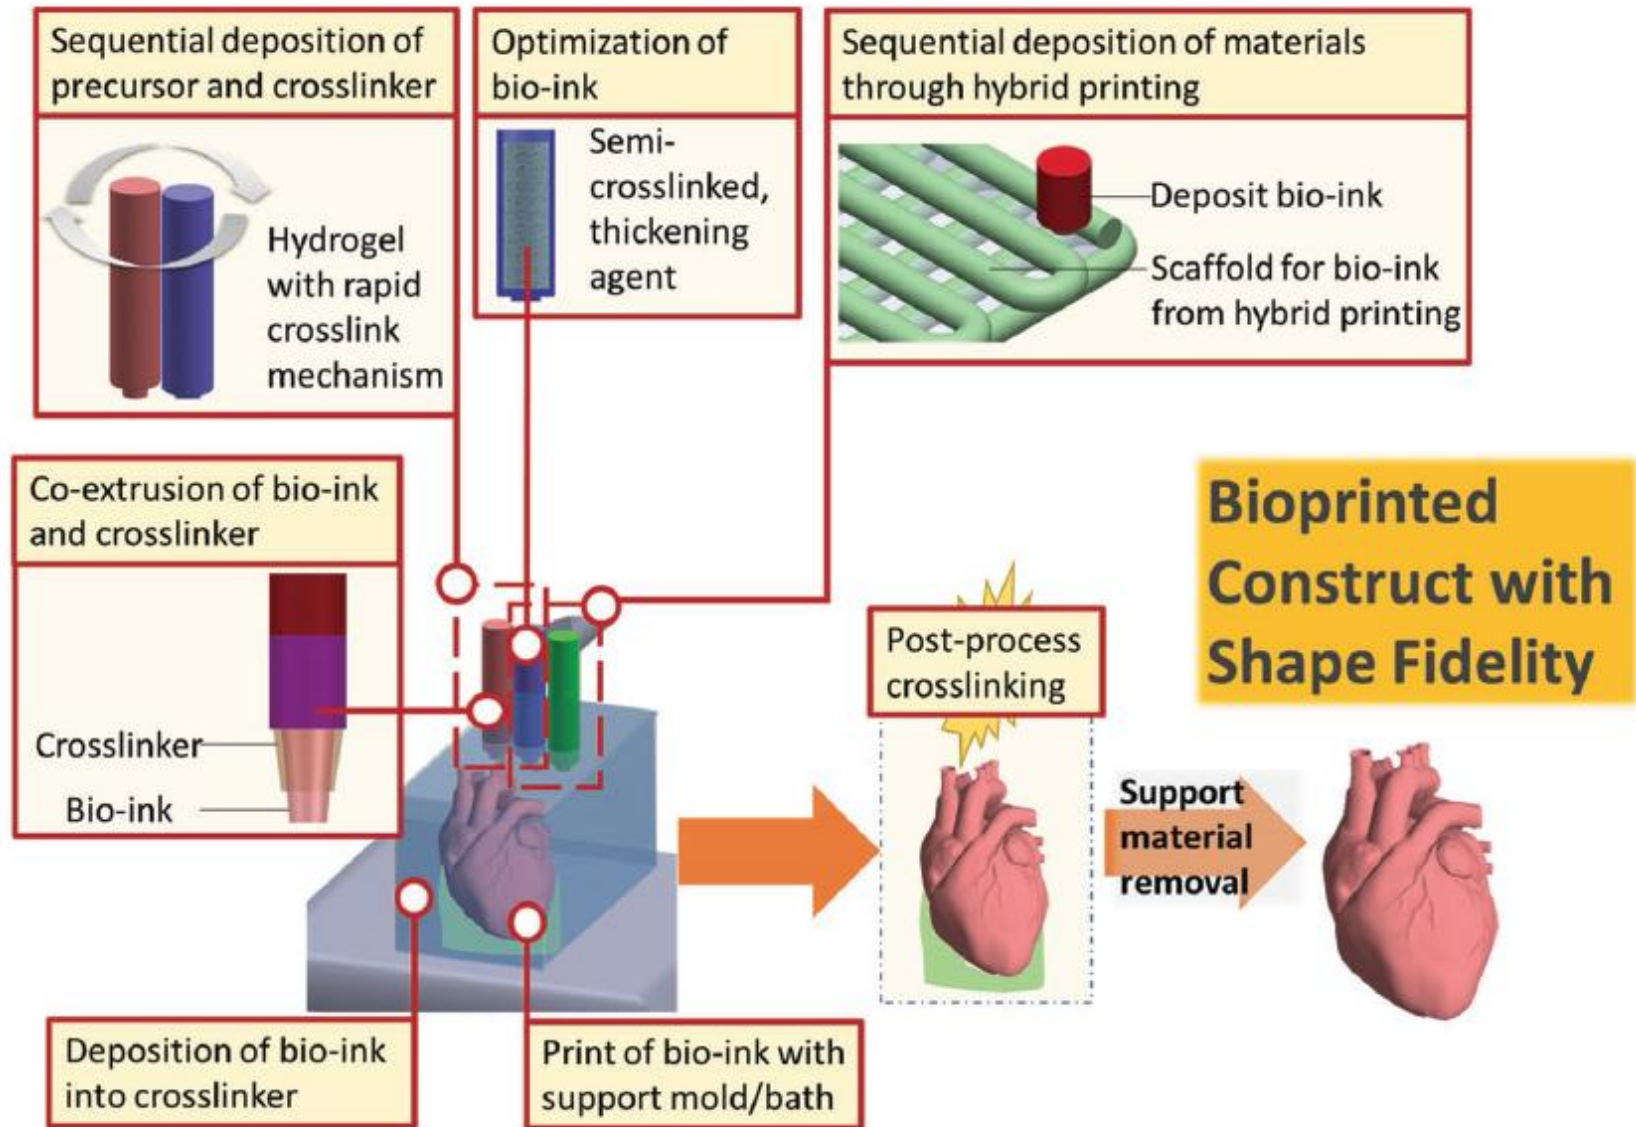 Sequential deposition of
precursor and crosslinker
Hydrogel
with rapid
crosslink
mechanism
Optimization of
bio-ink
Semi-
crosslinked,
thickening
agent
Sequential deposition of materials
through hybrid printing
Deposit bio-ink
Scaffold for bio-ink
from hybrid printing
Co-extrusion of bio-ink
and crosslinker
Crosslinker
Bio-ink
Deposition of bio-ink
into crosslinker
Print of bio-ink with
support mold/bath
Post-process
crosslinking
Support
material
removal
Bioprinted
Construct with
Shape Fidelity